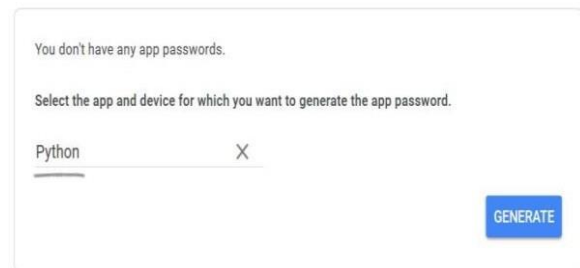 You don't have any app passwords.
Select the app and device for which you want to generate the app password.
Python
GENERATE